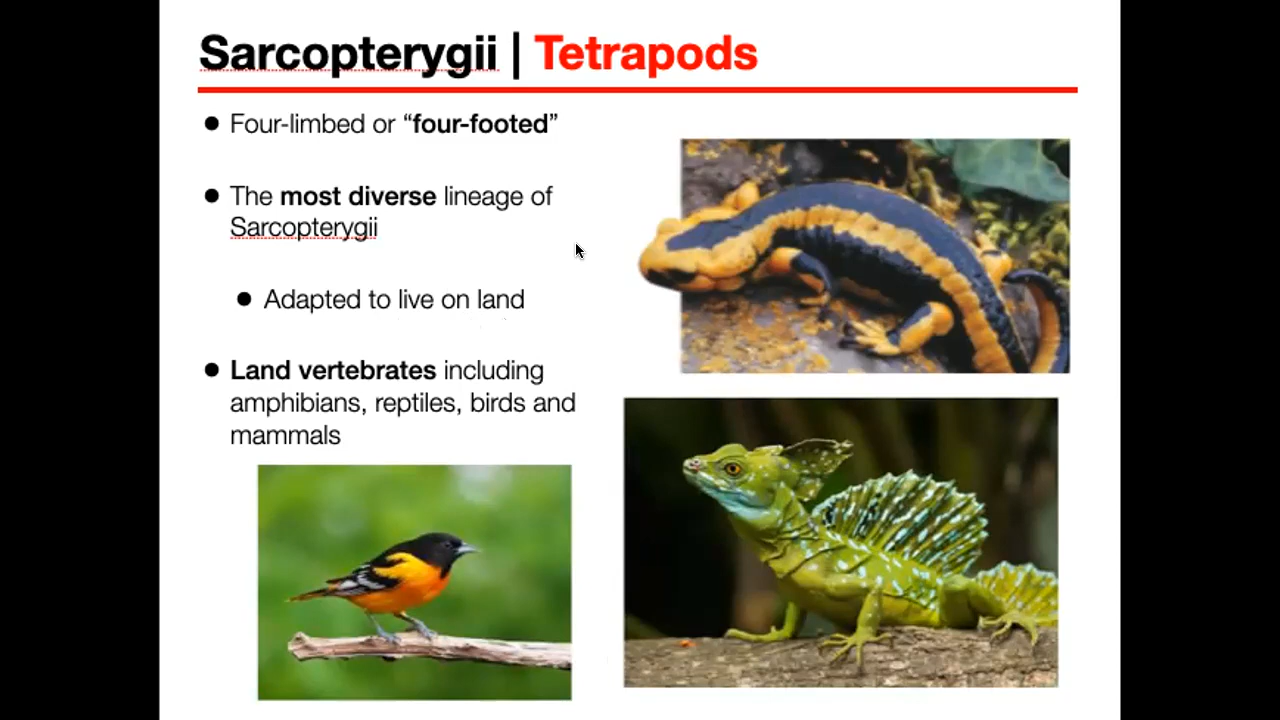 Sarcopterygii | Tetrapods
● Four-limbed or “four-footed”
● The most diverse lineage of
Sarcopterygii
● Adapted to live on land
● Land vertebrates including
amphibians, reptiles, birds and
mammals